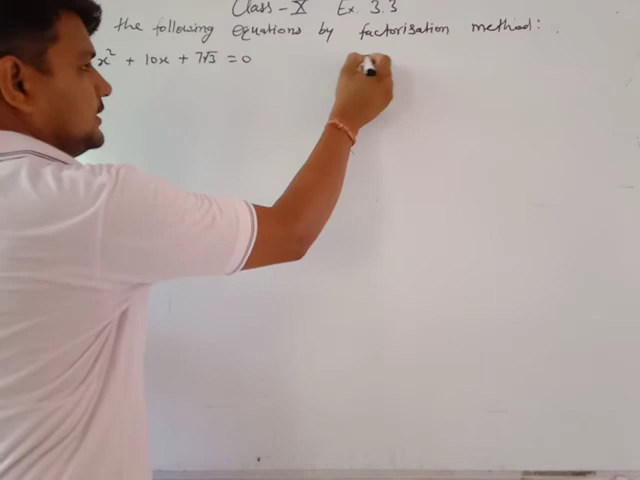 Class - X Ex. 3.3
the following equations by factorisation method:
x² + 10x + 7√3 = 0